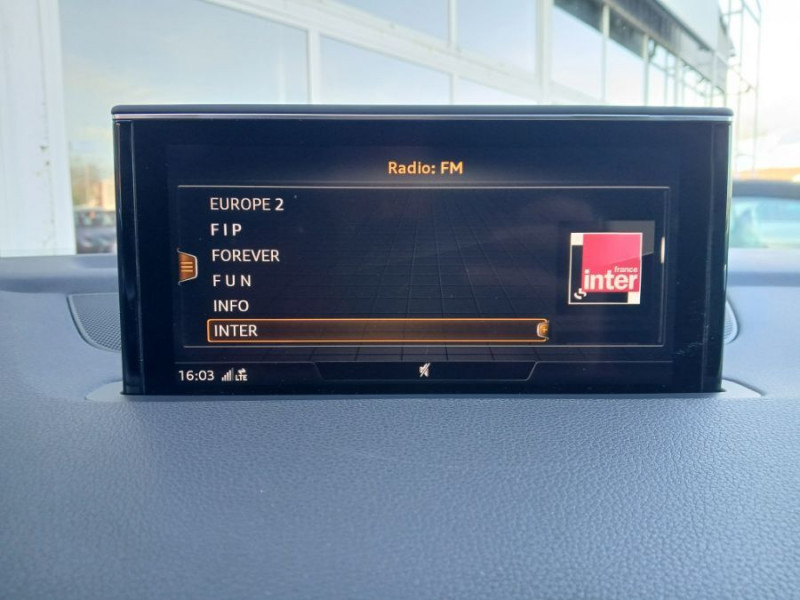 Radio: FM
EUROPE 2
FIP
FOREVER
FUN
INFO
INTER
france
inter
16:03
LTE